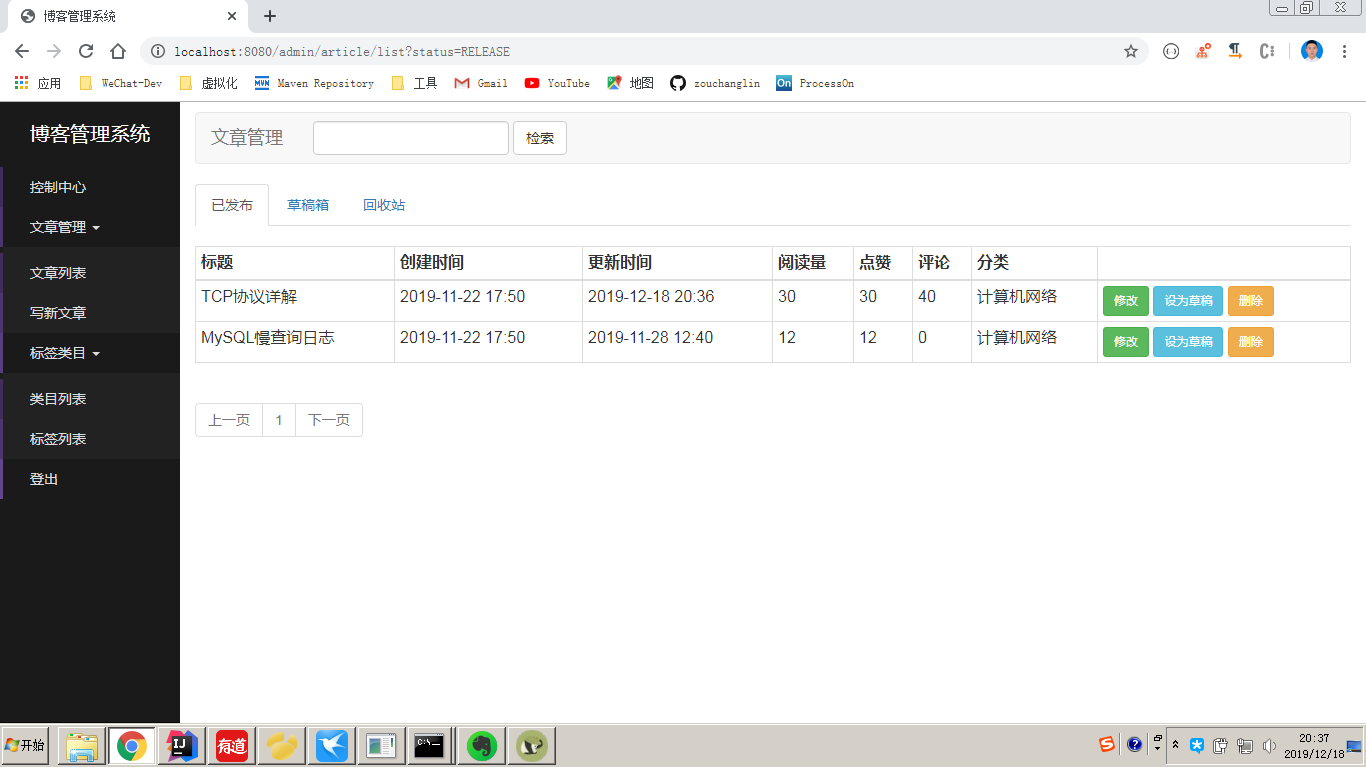 博客管理系统
localhost:8080/admin/article/list?status=RELEASE
应用 WeChat-Dev 虚拟化 MVN Maven Repository 工具 Gmail YouTube 地图 zouchanglin On ProcessOn
博客管理系统
控制中心
文章管理
文章列表
写新文章
标签类目
类目列表
标签列表
登出
文章管理 检索
已发布 草稿箱 回收站
标题 创建时间 更新时间 阅读量 点赞 评论 分类
TCP协议详解 2019-11-22 17:50 2019-12-18 20:36 30 30 40 计算机网络 修改 设为草稿 删除
MySQL慢查询日志 2019-11-22 17:50 2019-11-28 12:40 12 12 0 计算机网络 修改 设为草稿 删除
上一页 1 下一页
开始 IJ 有道 C:\ 20:37
2019/12/18